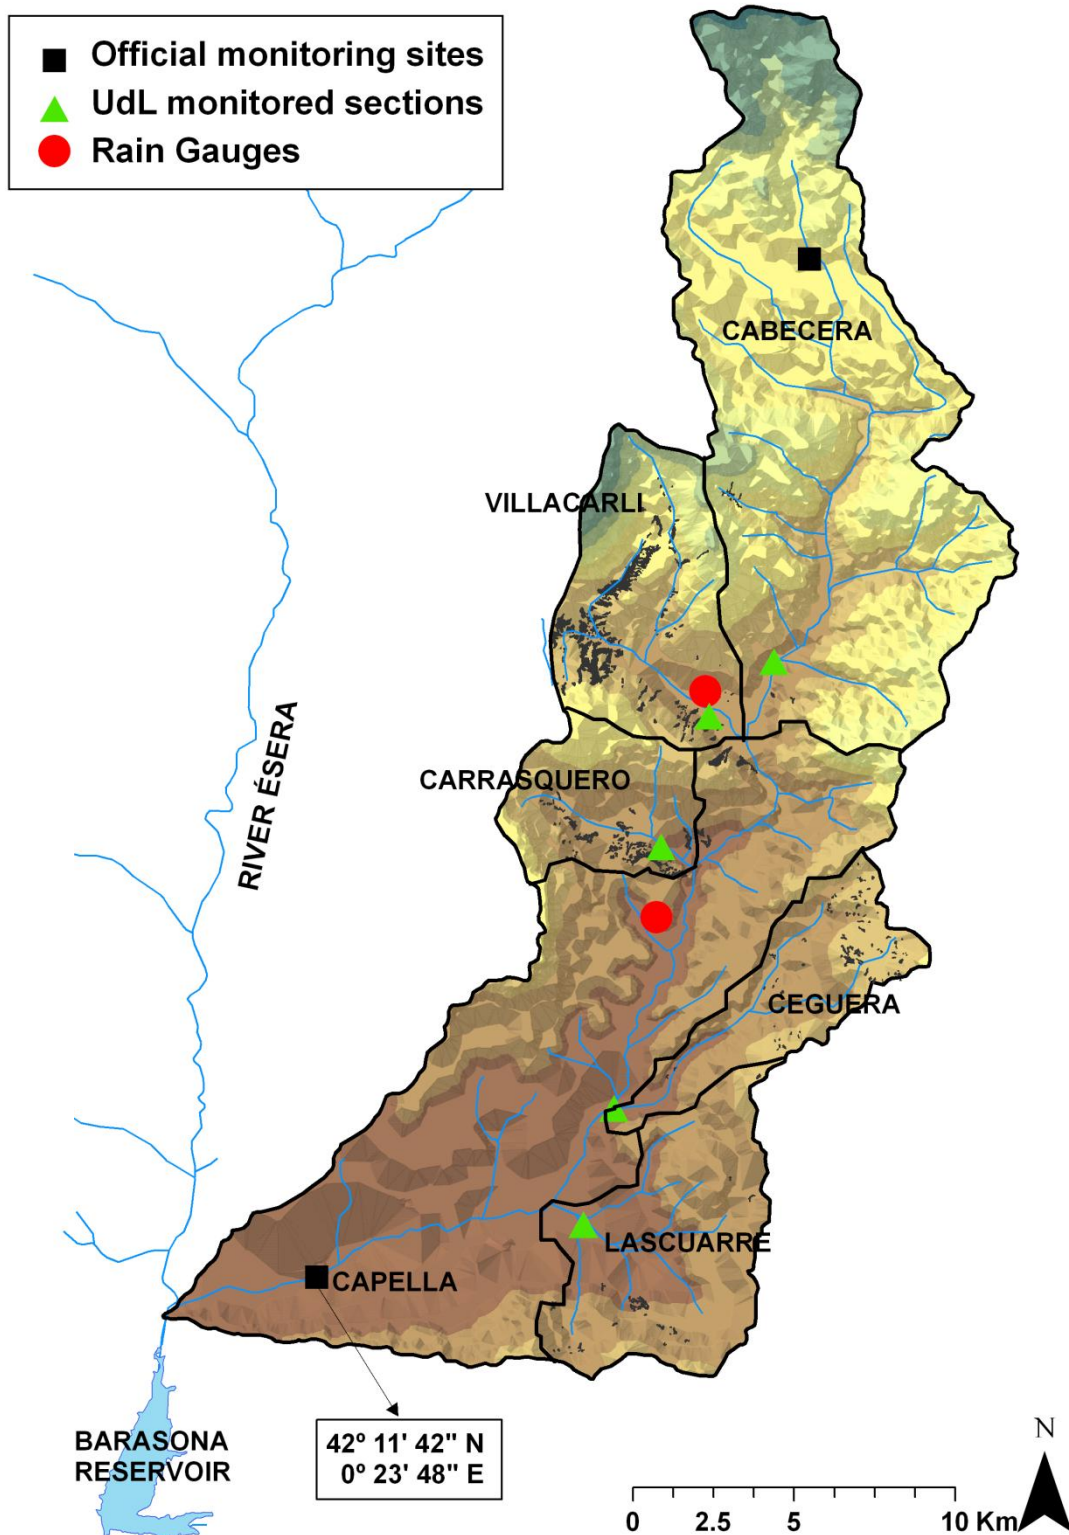 Official monitoring sites
UdL monitored sections
Rain Gauges
CABECERA
VILLACARLI
RIVER ÉSERA
CARRASQUERO
CEGUERA
LASCUARRE
CAPELLA
BARASONA
RESERVOIR
42º 11' 42" N
0º 23' 48" E
N
0 2.5 5 10 Km